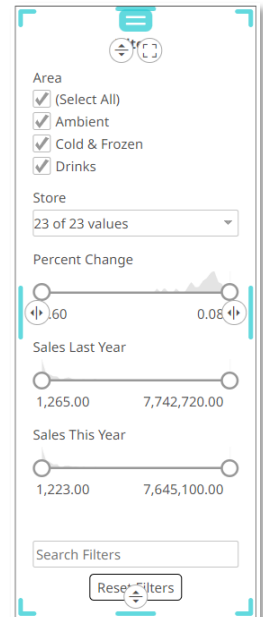 Area
(Select All)
Ambient
Cold & Frozen
Drinks
Store
23 of 23 values
Percent Change
.60 0.08
Sales Last Year
1,265.00 7,742,720.00
Sales This Year
1,223.00 7,645,100.00
Search Filters
Reset Filters